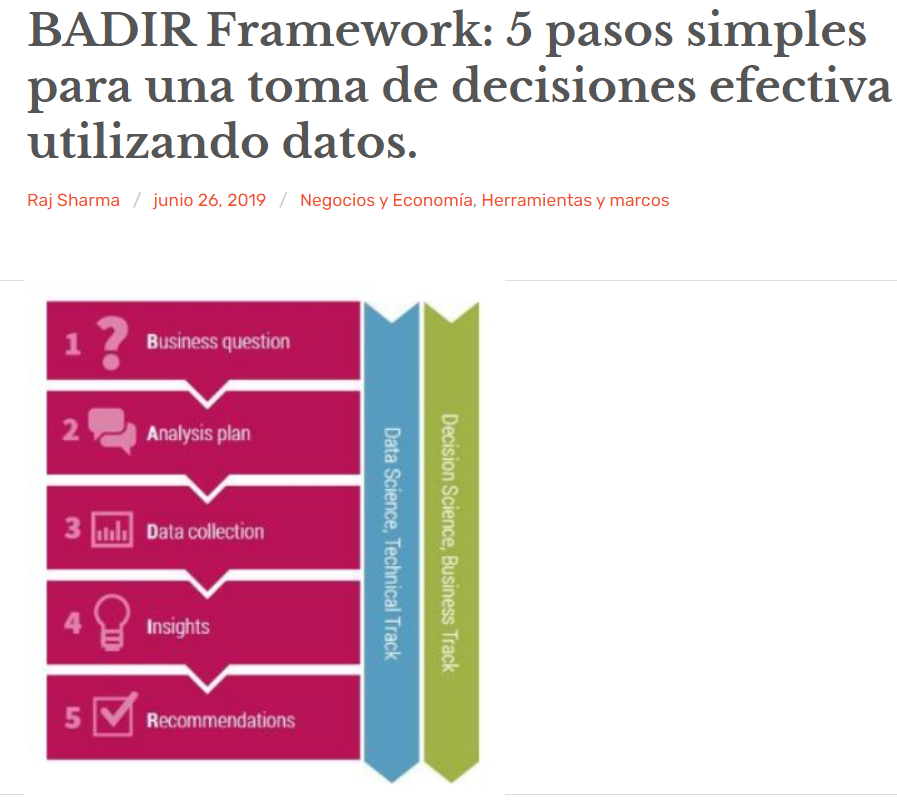 BADIR Framework: 5 pasos simples
para una toma de decisiones efectiva
utilizando datos.
Raj Sharma / junio 26, 2019 / Negocios y Economía, Herramientas y marcos
1 ? Business question
2 Analysis plan
3 Data collection
4 Insights
5 Recommendations
Data Science, Technical Track
Decision Science, Business Track